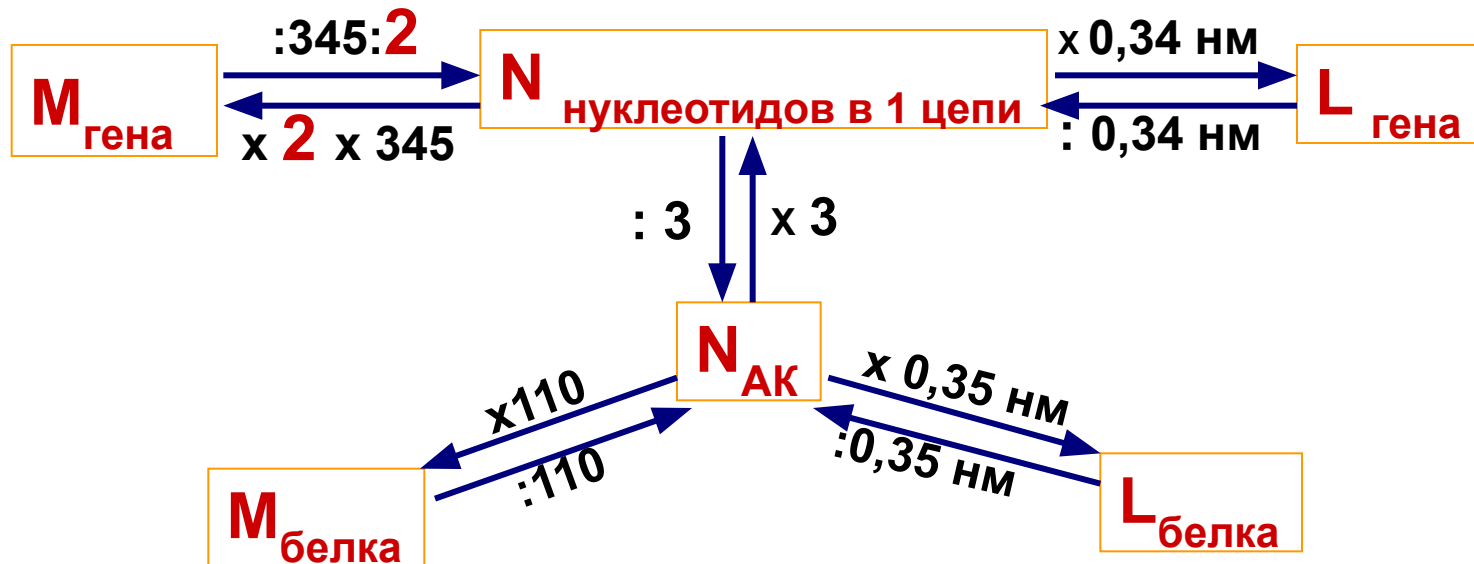 :345:2
х 0,34 нм
М гена
N нуклеотидов в 1 цепи
L гена
х 2 х 345
: 0,34 нм
: 3
х 3
N АК
х110
х 0,35 нм
:110
:0,35 нм
М белка
L белка